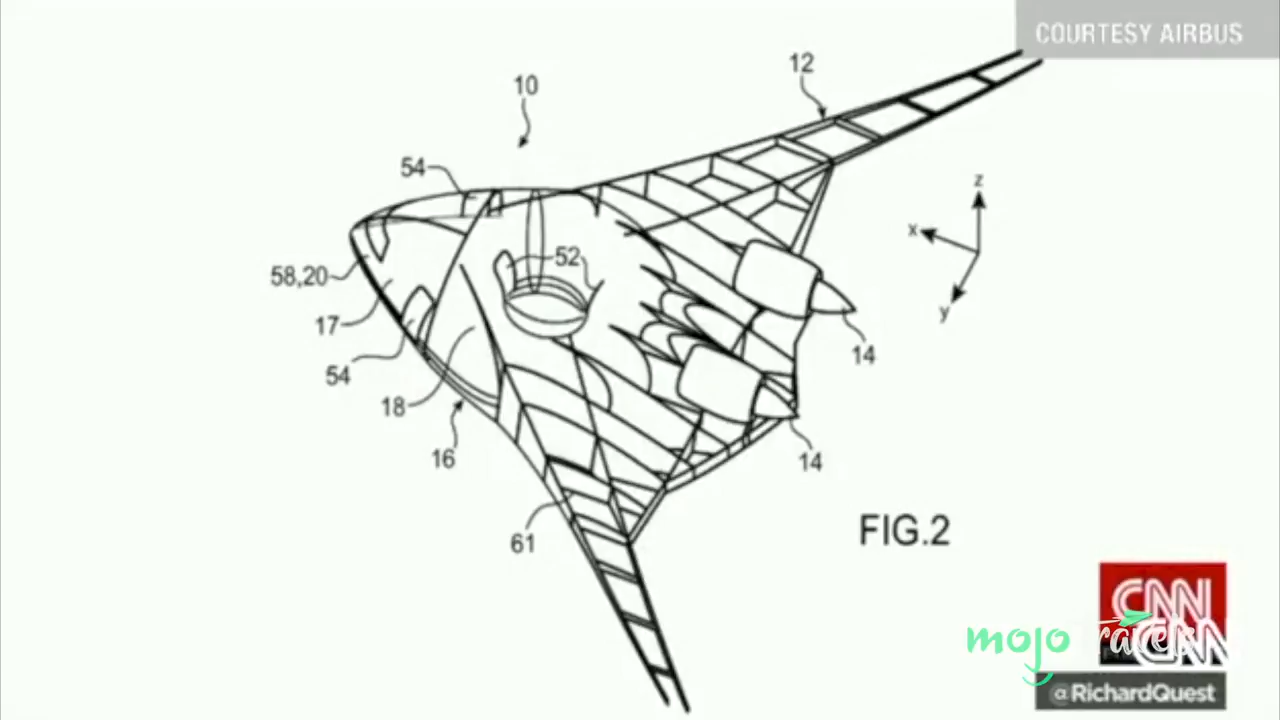 COURTESY AIRBUS
12
10
54
z
x
52
58,20
y
17
14
54
18
16
14
61
FIG.2
CNN
mojo travels
@RichardQuest